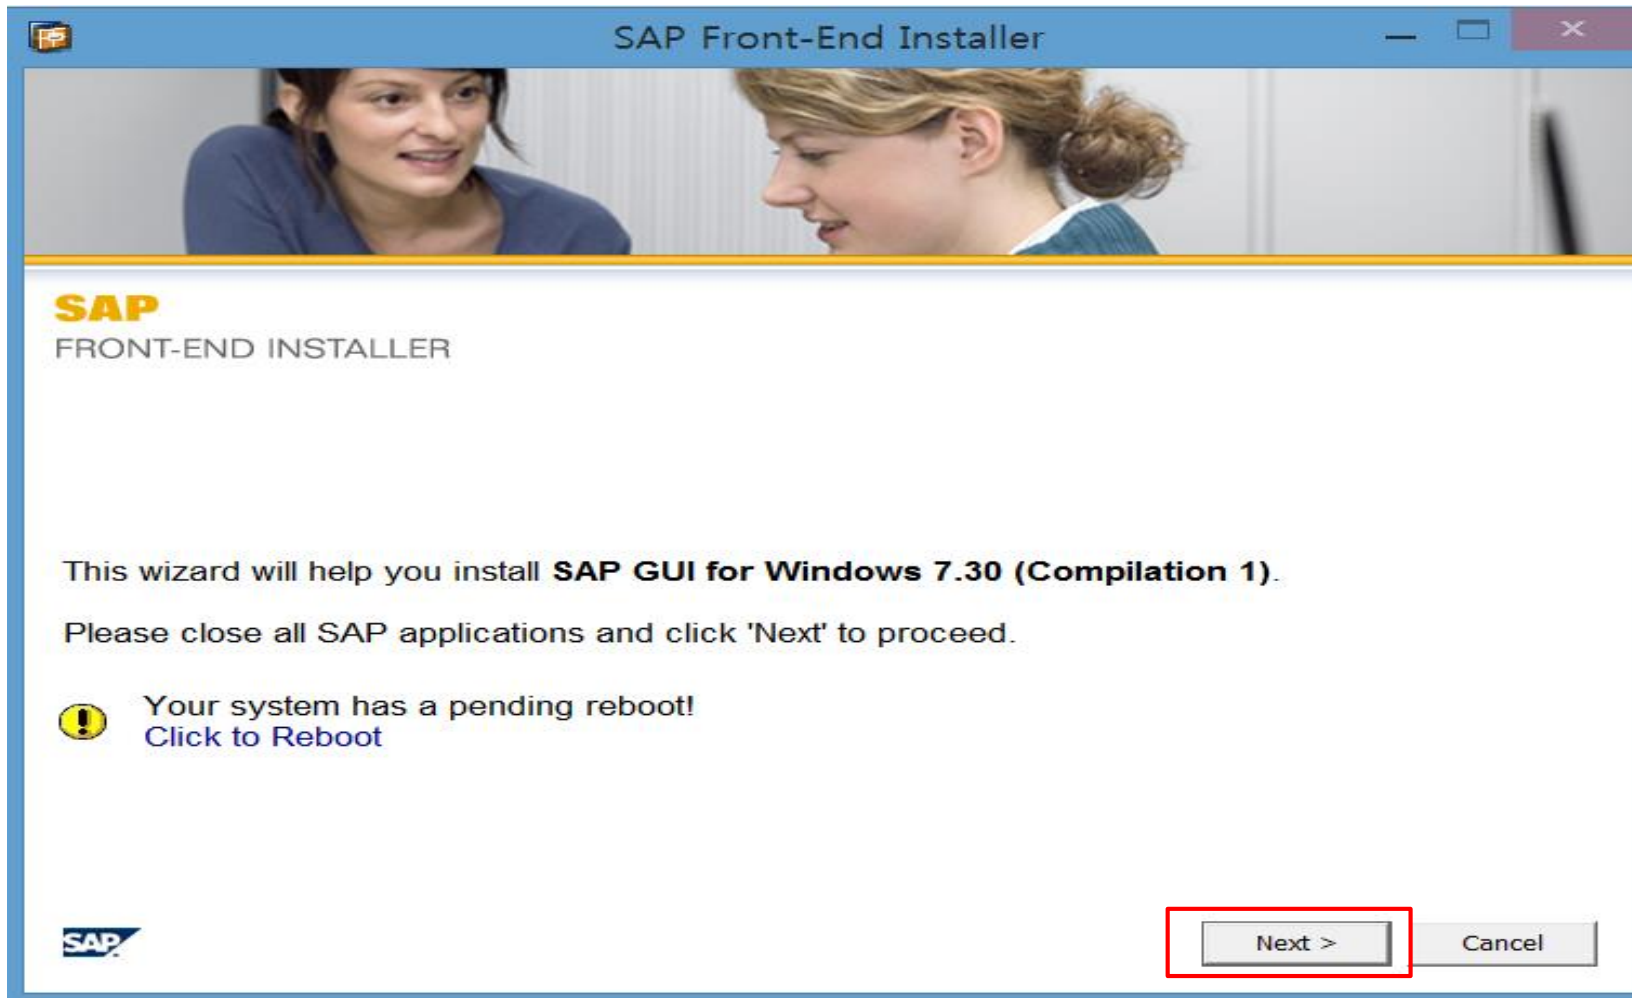 SAP Front-End Installer
SAP
FRONT-END INSTALLER
This wizard will help you install SAP GUI for Windows 7.30 (Compilation 1).
Please close all SAP applications and click 'Next' to proceed.
Your system has a pending reboot!
Click to Reboot
SAP
Next >
Cancel